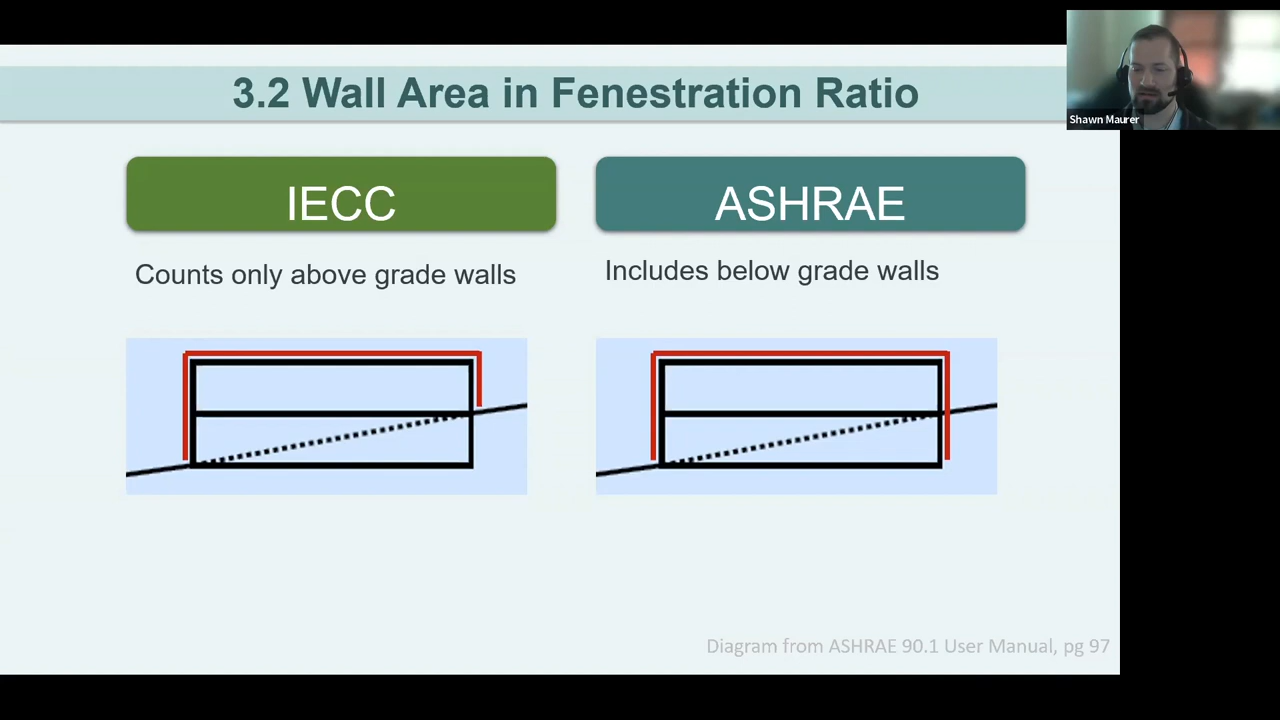 3.2 Wall Area in Fenestration Ratio
Shawn Maurer
IECC
ASHRAE
Counts only above grade walls
Includes below grade walls
Diagram from ASHRAE 90.1 User Manual, pg 97